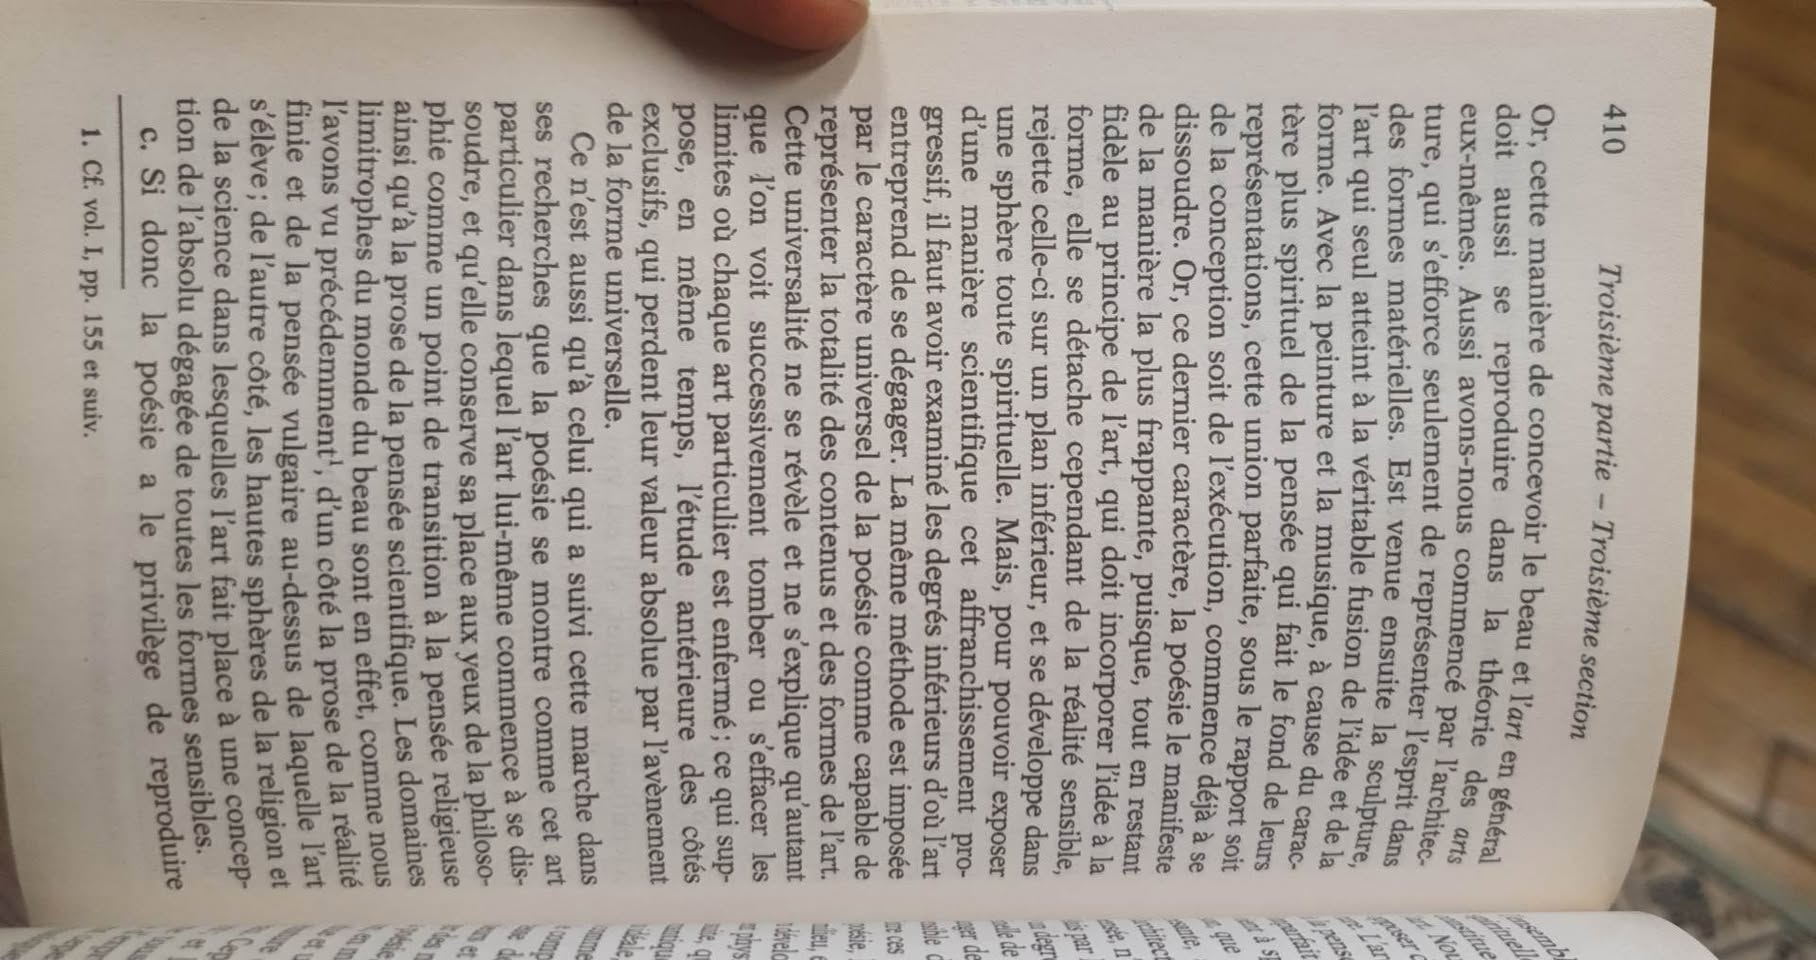 410 Troisième partie – Troisième section
Or, cette manière de concevoir le beau et l'art en général
doit aussi se reproduire dans la théorie des arts
eux-mêmes. Aussi avons-nous commencé par l'architec-
ture, qui s'efforce seulement de représenter l'esprit dans
des formes matérielles. Est venue ensuite la sculpture,
l'art qui seul atteint à la véritable fusion de l'idée et de la
forme. Avec la peinture et la musique, à cause du carac-
tère plus spirituel de la pensée qui fait le fond de leurs
représentations, cette union parfaite, sous le rapport soit
de la conception soit de l'exécution, commence déjà à se
dissoudre. Or, ce dernier caractère, la poésie le manifeste
de la manière la plus frappante, puisque, tout en restant
fidèle au principe de l'art, qui doit incorporer l'idée à la
forme, elle se détache cependant de la réalité sensible,
rejette celle-ci sur un plan inférieur, et se développe dans
une sphère toute spirituelle. Mais, pour pouvoir exposer
d'une manière scientifique cet affranchissement pro-
gressif, il faut avoir examiné les degrés inférieurs d'où l'art
entreprend de se dégager. La même méthode est imposée
par le caractère universel de la poésie comme capable de
représenter la totalité des contenus et des formes de l'art.
Cette universalité ne se révèle et ne s'explique qu'autant
que l'on voit successivement tomber ou s'effacer les
limites où chaque art particulier est enfermé ; ce qui sup-
pose, en même temps, l'étude antérieure des côtés
exclusifs, qui perdent leur valeur absolue par l'avènement
de la forme universelle.
Ce n'est aussi qu'à celui qui a suivi cette marche dans
ses recherches que la poésie se montre comme cet art
particulier dans lequel l'art lui-même commence à se dis-
soudre, et qu'elle conserve sa place aux yeux de la philoso-
phie comme un point de transition à la pensée religieuse
ainsi qu'à la prose de la pensée scientifique. Les domaines
limitrophes du monde du beau sont en effet, comme nous
l'avons vu précédemment¹, d'un côté la prose de la réalité
finie et de la pensée vulgaire au-dessus de laquelle l'art
s'élève ; de l'autre côté, les hautes sphères de la religion et
de la science dans lesquelles l'art fait place à une concep-
tion de l'absolu dégagée de toutes les formes sensibles.
c. Si donc la poésie a le privilège de reproduire
1. Cf. vol. I, pp. 155 et suiv.